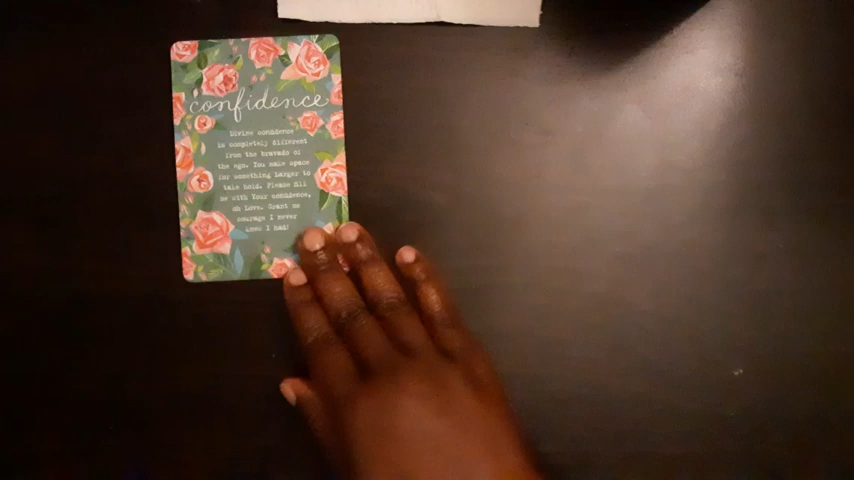 confidence
Divine confidence
is completely different
from the bravado of
the ego. You make space
for something larger to
take hold. Please fill
me with Your confidence,
oh Love. Grant me
courage I never
knew I had!